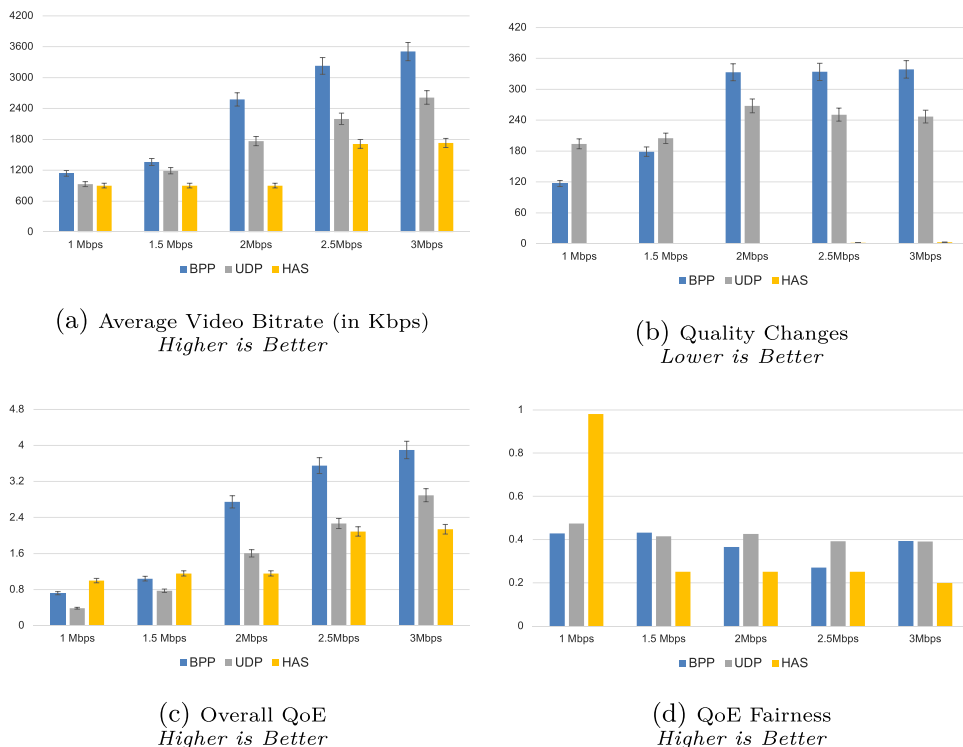 4200
3600
3000
2400
1800
1200
600
0
1 Mbps 1.5 Mbps 2Mbps 2.5Mbps 3Mbps
BPP UDP HAS
(a) Average Video Bitrate (in Kbps)
Higher is Better
420
360
300
240
180
120
60
0
1 Mbps 1.5 Mbps 2Mbps 2.5Mbps 3Mbps
BPP UDP HAS
(b) Quality Changes
Lower is Better
4.8
4
3.2
2.4
1.6
0.8
0
1 Mbps 1.5 Mbps 2Mbps 2.5Mbps 3Mbps
BPP UDP HAS
(c) Overall QoE
Higher is Better
1
0.8
0.6
0.4
0.2
0
1 Mbps 1.5 Mbps 2Mbps 2.5Mbps 3Mbps
BPP UDP HAS
(d) QoE Fairness
Higher is Better